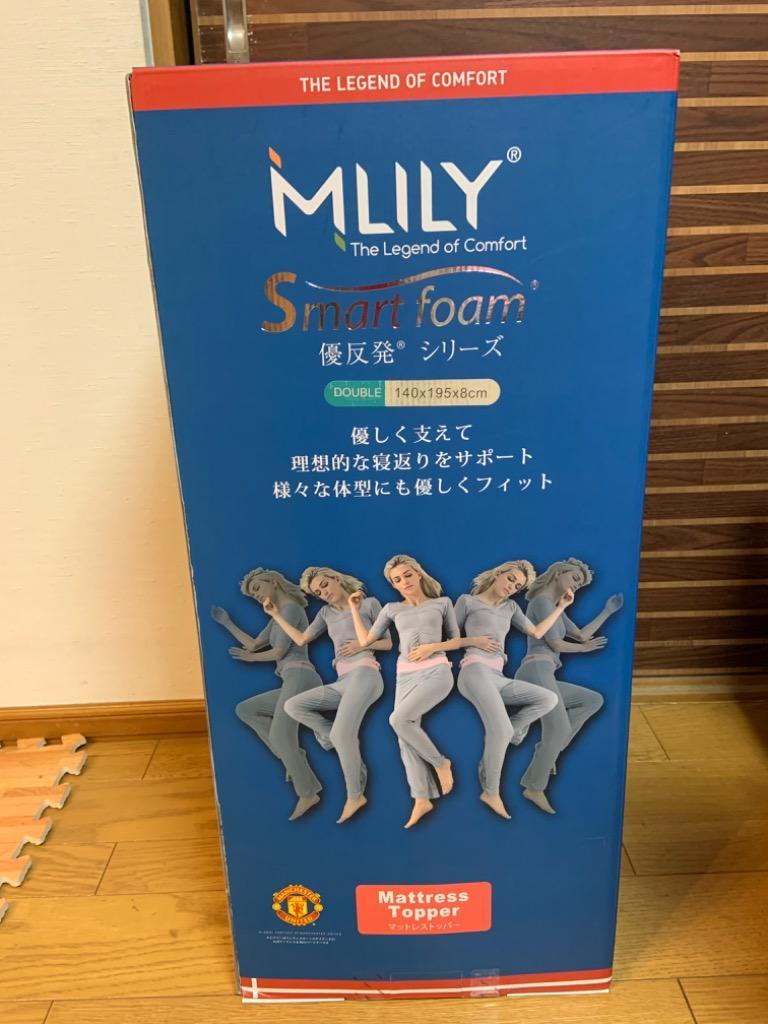 THE LEGEND OF COMFORT
MLILY®
The Legend of Comfort
Smart foam®
優反発® シリーズ
DOUBLE 140x195x8cm
優しく支えて
理想的な寝返りをサポート
様々な体型にも優しくフィット
MANCHESTER
UNITED
Mattress
Topper
マットレストッパー